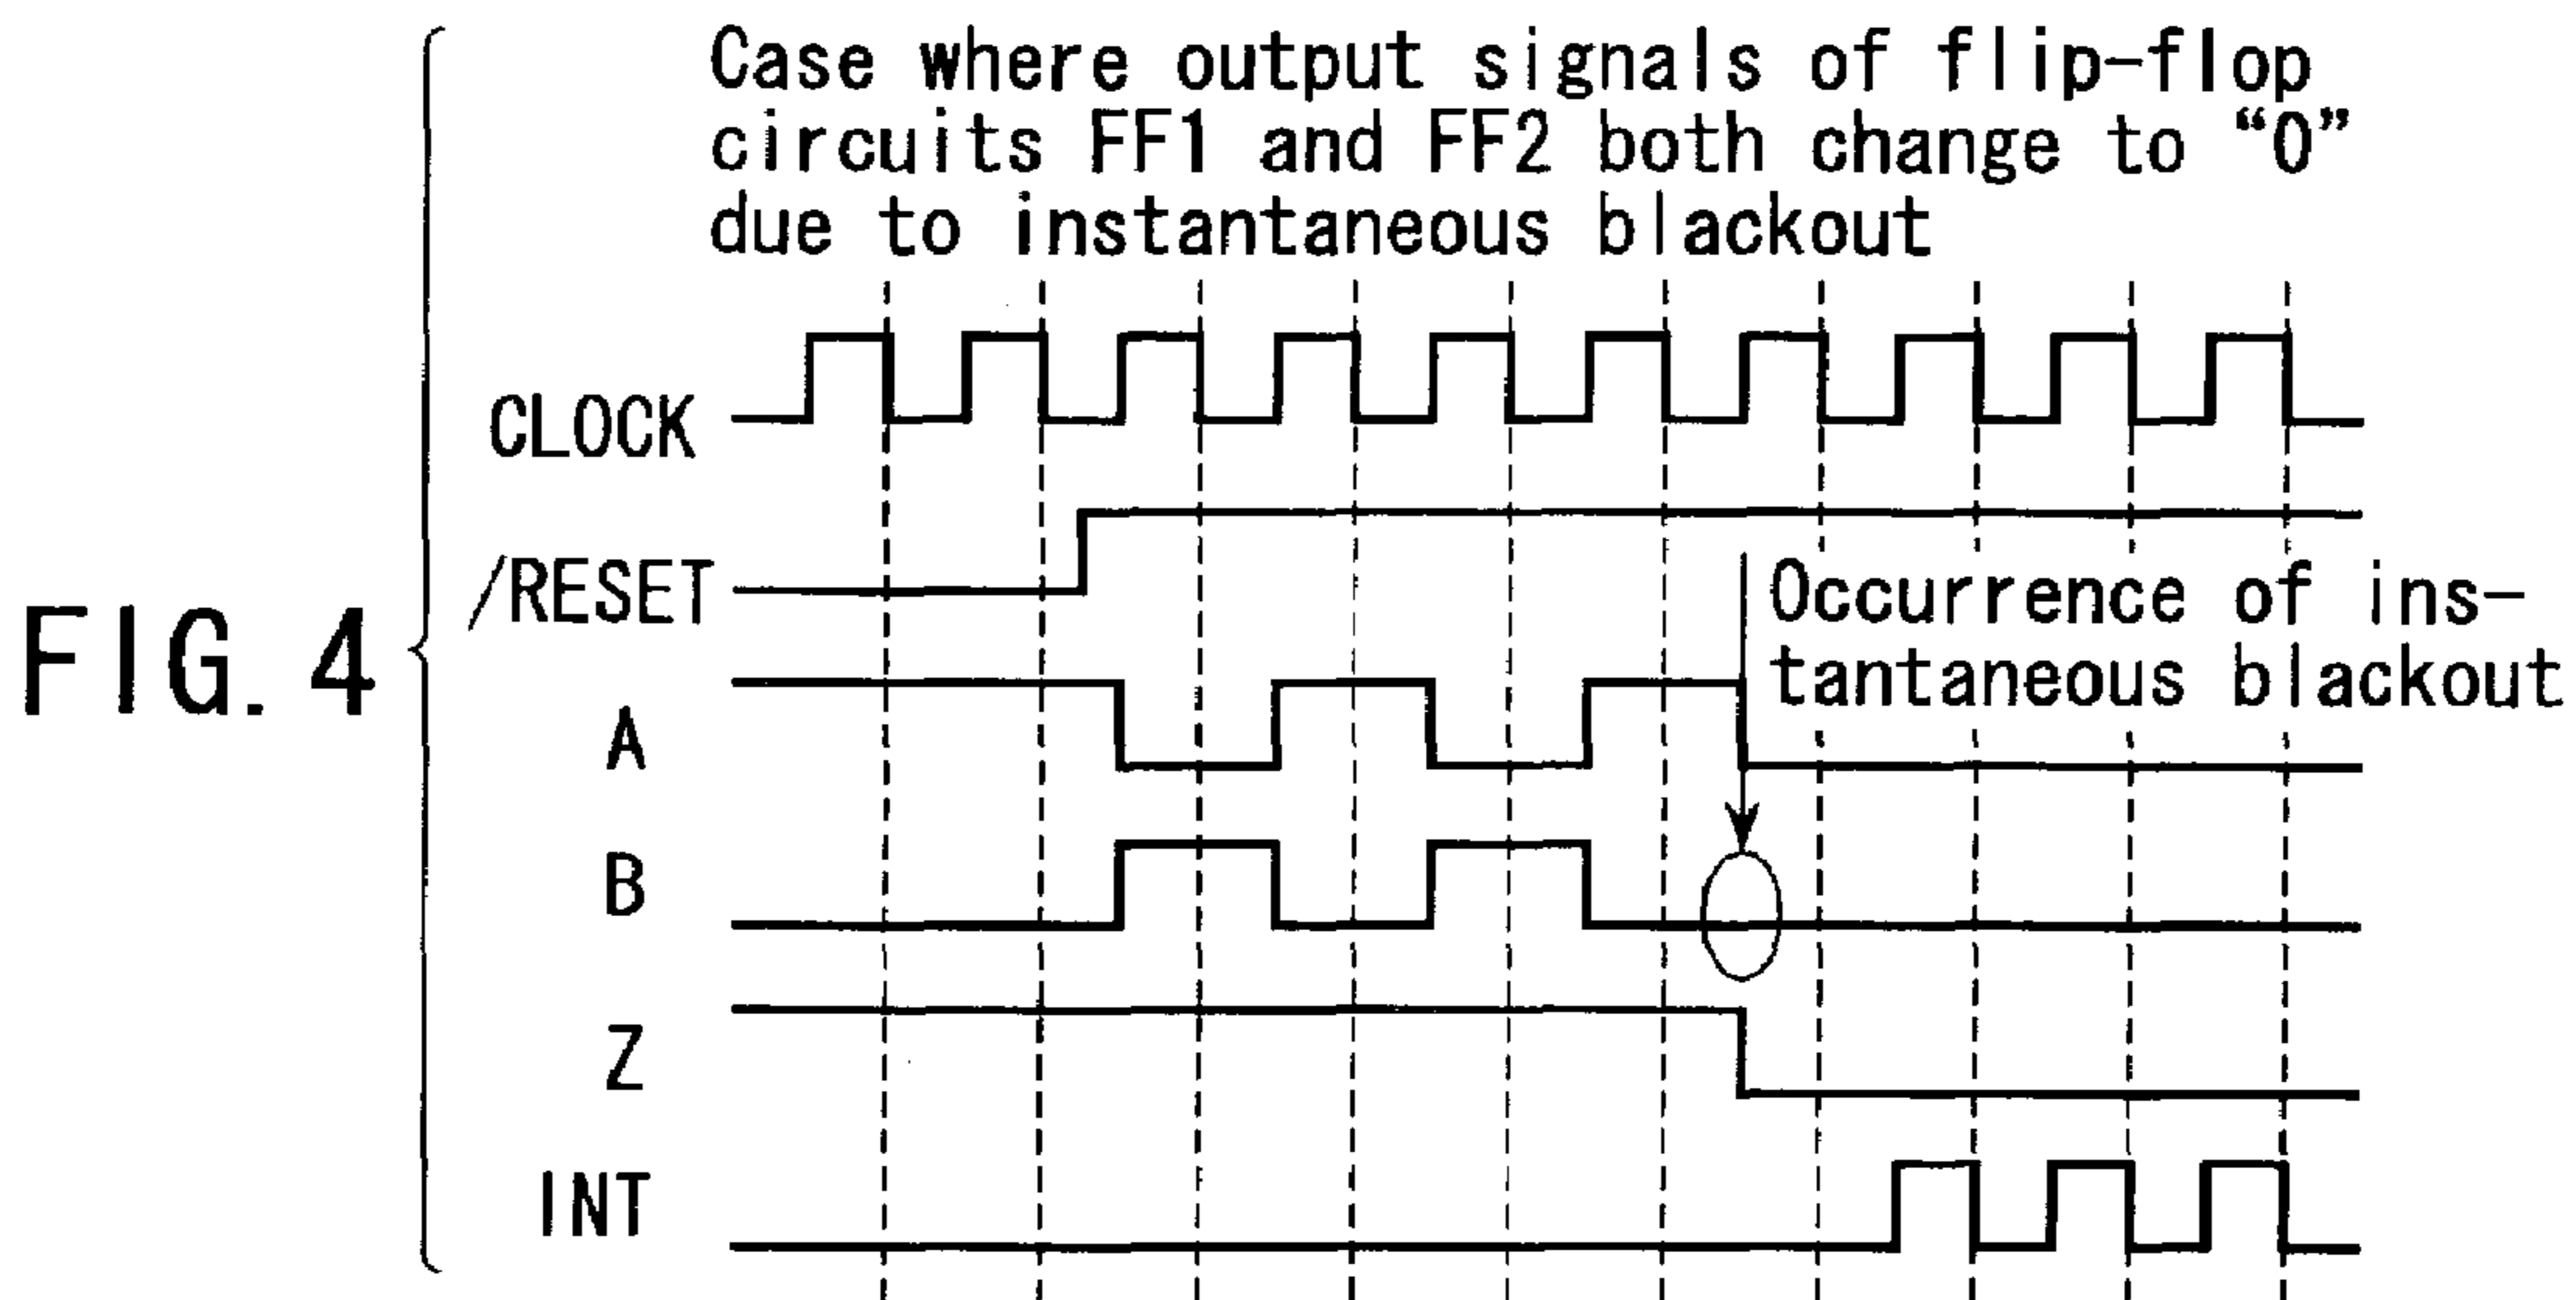 Case where output signals of flip-flop
circuits FF1 and FF2 both change to “0”
due to instantaneous blackout
CLOCK
/RESET
Occurrence of ins-
tantaneous blackout
FIG. 4
A
B
Z
INT